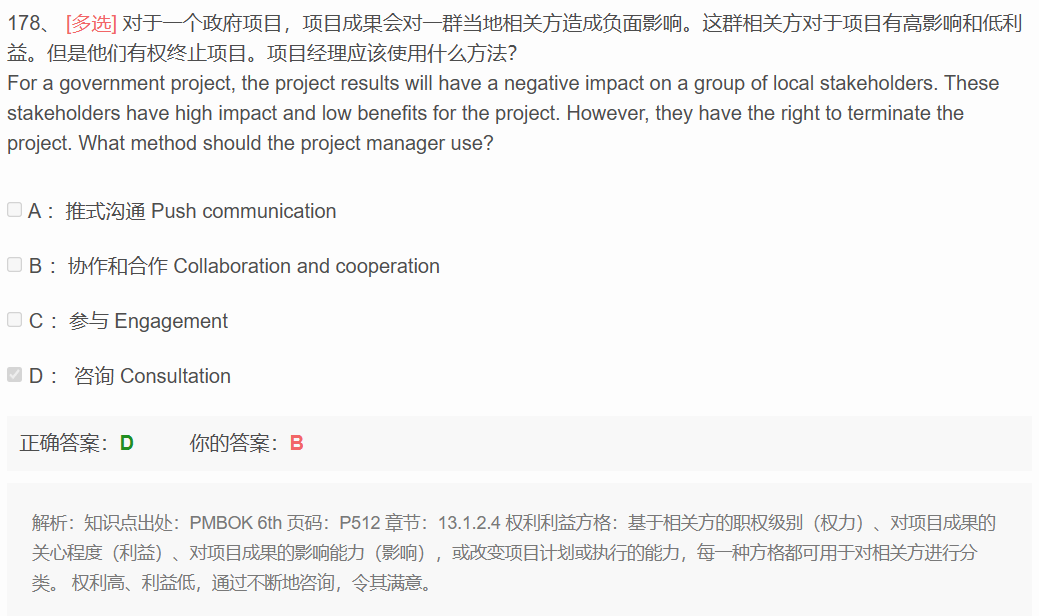 178、 [多选] 对于一个政府项目，项目成果会对一群当地相关方造成负面影响。这群相关方对于项目有高影响和低利
益。但是他们有权终止项目。项目经理应该使用什么方法?
For a government project, the project results will have a negative impact on a group of local stakeholders. These
stakeholders have high impact and low benefits for the project. However, they have the right to terminate the
project. What method should the project manager use?
A： 推式沟通 Push communication
B： 协作和合作 Collaboration and cooperation
C： 参与 Engagement
D： 咨询 Consultation
正确答案：D 你的答案：B
解析：知识点出处：PMBOK 6th 页码：P512 章节：13.1.2.4 权利利益方格：基于相关方的职权级别（权力）、对项目成果的
关心程度（利益）、对项目成果的影响能力（影响），或改变项目计划或执行的能力，每一种方格都可用于对相关方进行分
类。 权利高、利益低，通过不断地咨询，令其满意。